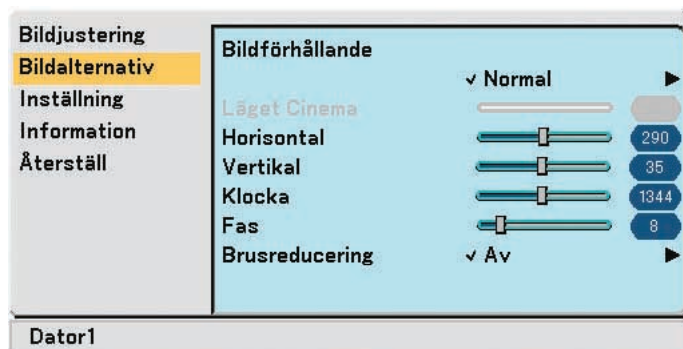 Bildjustering
Bildalternativ
Inställning
Information
Återställ
Bildförhållande
✓ Normal ▶
Läget Cinema
Horisontal 290
Vertikal 35
Klocka 1344
Fas 8
Brusreducering ✓ Av ▶
Dator1